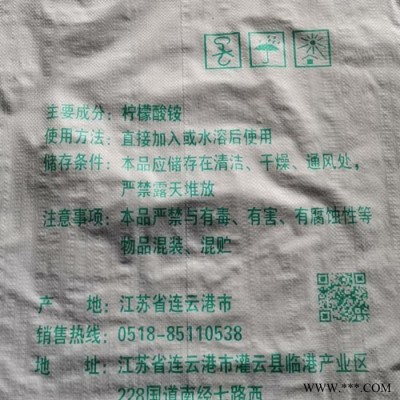 主要成分：柠檬酸铵
使用方法：直接加入或水溶后使用
储存条件：本品应储存在清洁、干燥、通风处，
严禁露天堆放
注意事项：本品严禁与有毒、有害、有腐蚀性等
物品混装、混贮
产 地：江苏省连云港市
销售热线：0518-85110538
地 址：江苏省连云港市灌云县临港产业区
228国道南经七路西
WWW.***.COM